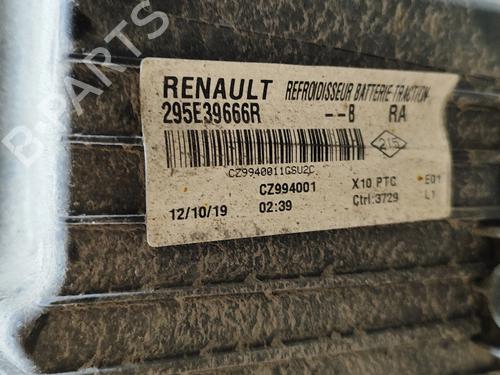 RENAULT REFROIDISSEUR BATTERIE TRACTION
295E39666R --B RA
215
CZ9940011GSU2C
CZ994001 X10 PTC E01
12/10/19 02:39 Ctrl:3729 L1
B-Parts